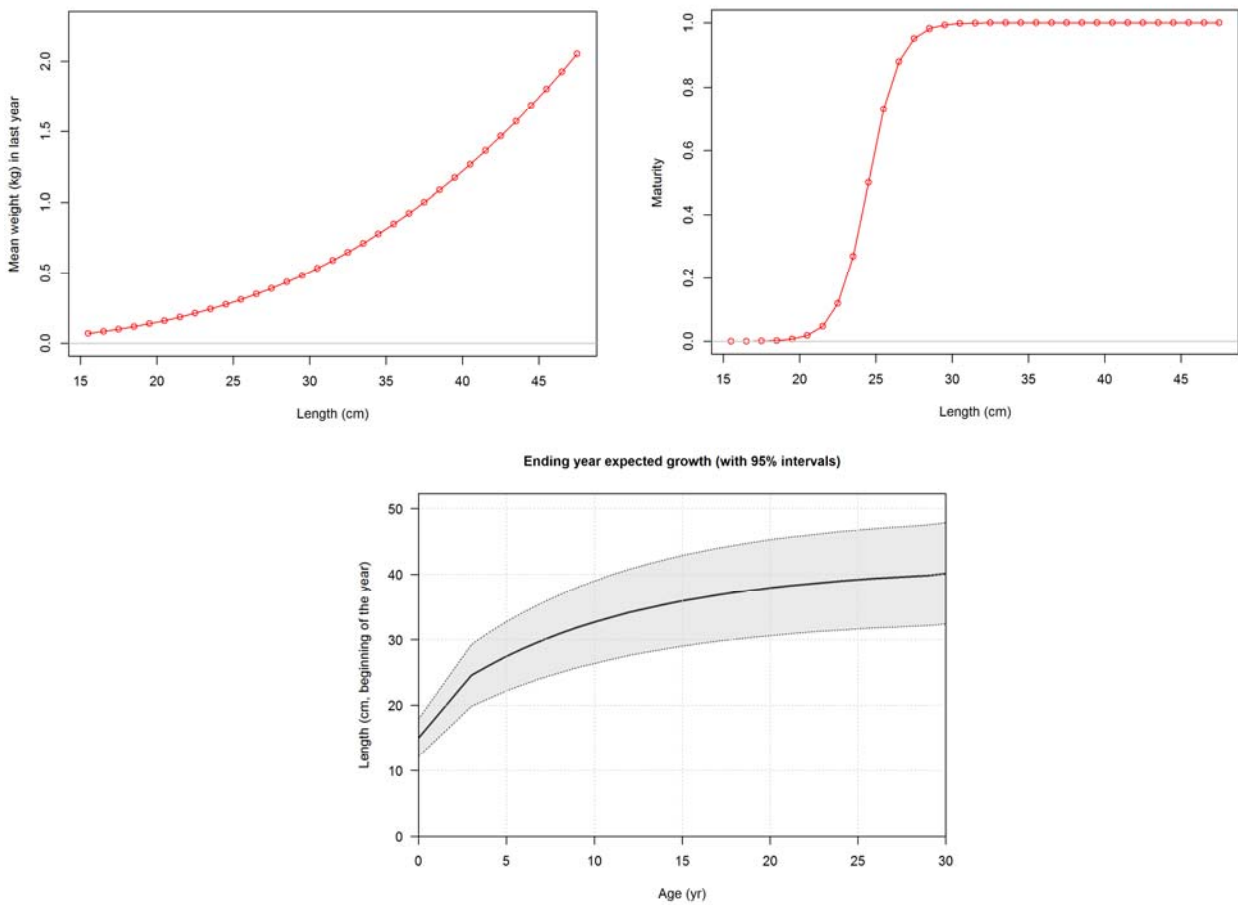 Mean weight (kg) in last year
0.0 0.5 1.0 1.5 2.0
15 20 25 30 35 40 45
Length (cm)
Maturity
0.0 0.2 0.4 0.6 0.8 1.0
15 20 25 30 35 40 45
Length (cm)
Ending year expected growth (with 95% intervals)
Length (cm, beginning of the year)
50
40
30
20
10
0
0 5 10 15 20 25 30
Age (yr)